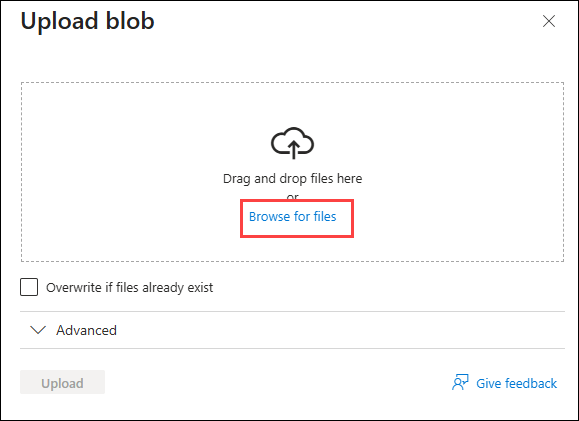 Upload blob
Drag and drop files here
or
Browse for files
Overwrite if files already exist
Advanced
Upload
Give feedback